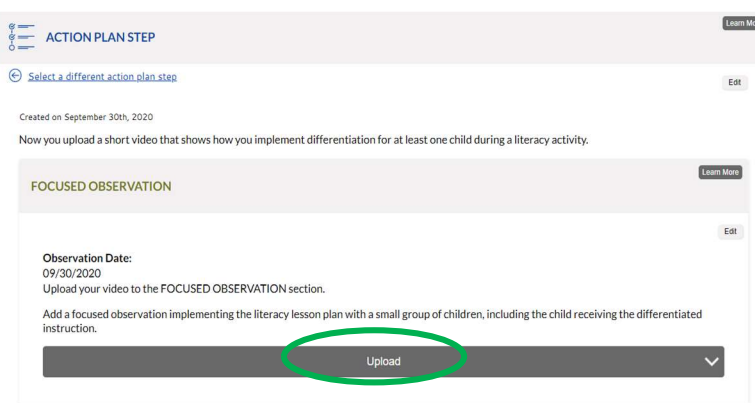 Learn Mo
ACTION PLAN STEP
Select a different action plan step
Edit
Created on September 30th, 2020
Now you upload a short video that shows how you implement differentiation for at least one child during a literacy activity.
Learn More
FOCUSED OBSERVATION
Edit
Observation Date:
09/30/2020
Upload your video to the FOCUSED OBSERVATION section.
Add a focused observation implementing the literacy lesson plan with a small group of children, including the child receiving the differentiated
instruction.
Upload